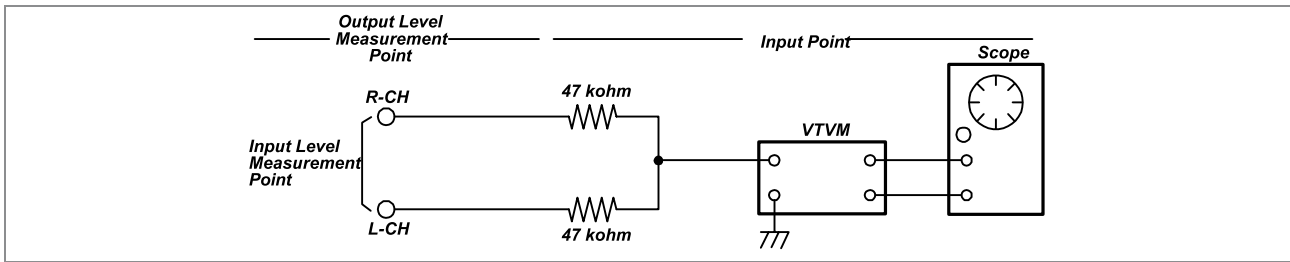 Output Level
Measurement
Point
Input Point
Scope
R-CH
47 kohm
VTVM
Input Level
Measurement
Point
L-CH
47 kohm